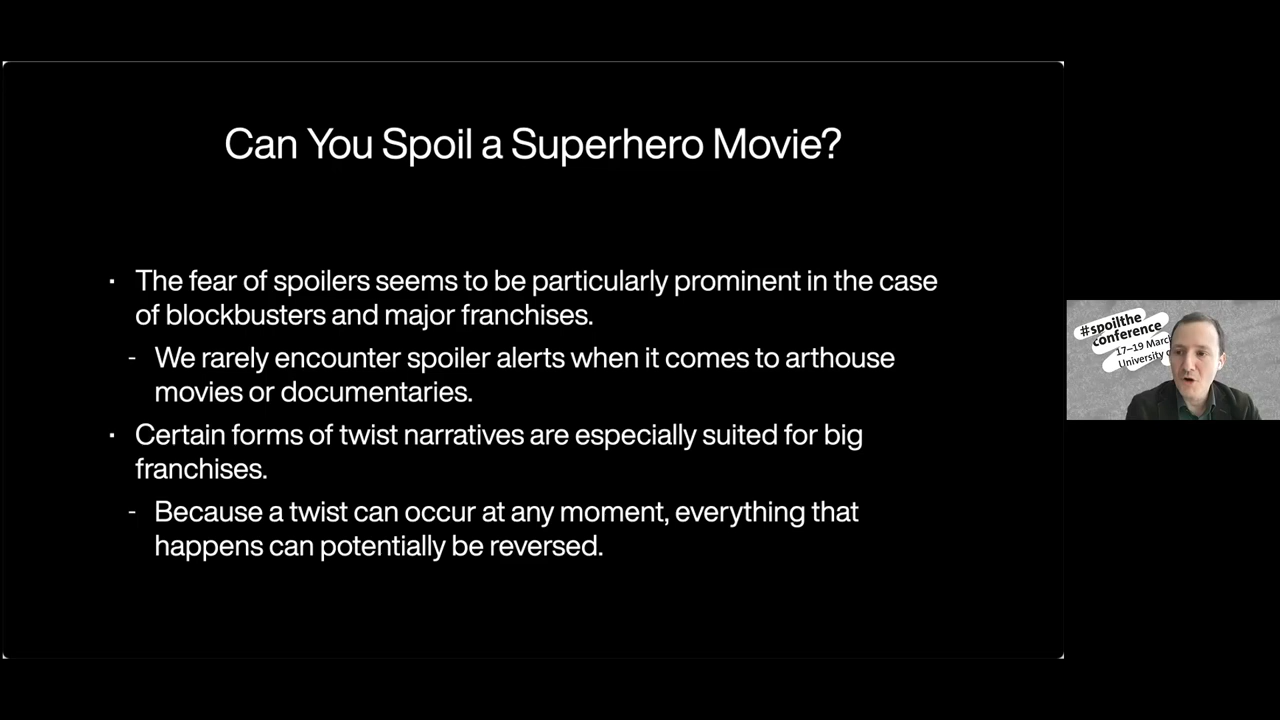 Can You Spoil a Superhero Movie?
· The fear of spoilers seems to be particularly prominent in the case
of blockbusters and major franchises.
- We rarely encounter spoiler alerts when it comes to arthouse
movies or documentaries.
· Certain forms of twist narratives are especially suited for big
franchises.
- Because a twist can occur at any moment, everything that
happens can potentially be reversed.
#spoilthe
conference
17–19 March
University